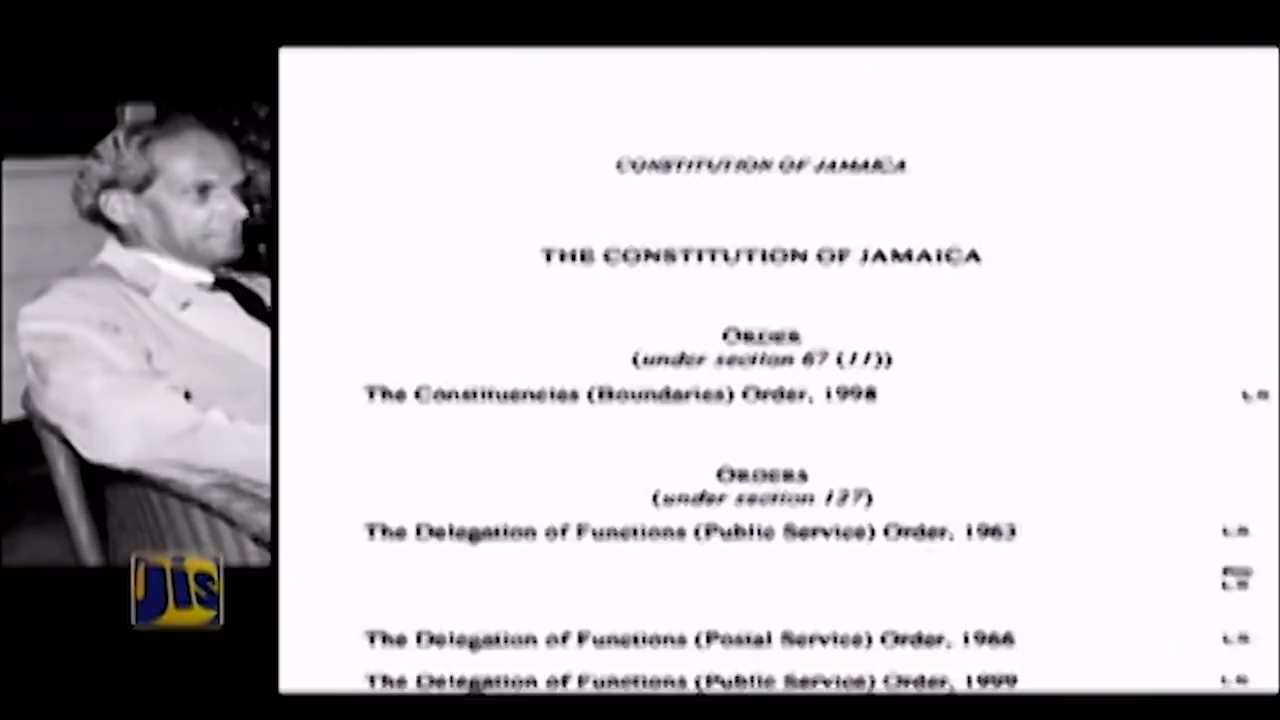 CONSTITUTION OF JAMAICA
THE CONSTITUTION OF JAMAICA
ORDER
(under section 67 (11))
The Constituencies (Boundaries) Order, 1998
ORDERS
(under section 127)
The Delegation of Functions (Public Service) Order, 1963
The Delegation of Functions (Postal Service) Order, 1966
The Delegation of Functions (Public Service) Order, 1999
Jis